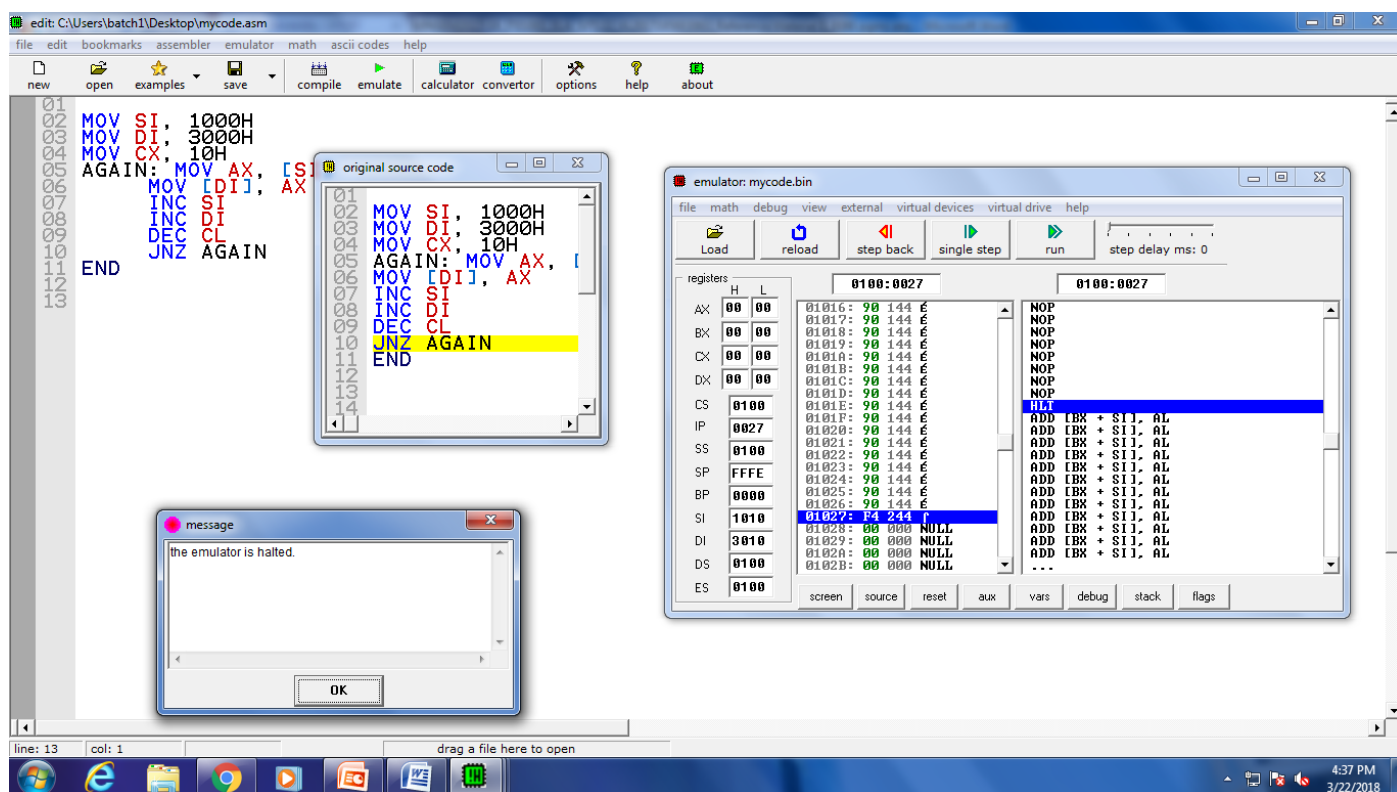 edit: C:\Users\batch1\Desktop\mycode.asm
file edit bookmarks assembler emulator math ascii codes help
new open examples save compile emulate calculator convertor options help about
01
02 MOV SI, 1000H
03 MOV DI, 3000H
04 MOV CX, 10H
05 AGAIN: MOV AX, [SI
06 MOV [DI], AX
07 INC SI
08 INC DI
09 DEC CL
10 JNZ AGAIN
11 END
12
13
original source code
01
02 MOV SI, 1000H
03 MOV DI, 3000H
04 MOV CX, 10H
05 AGAIN: MOV AX, [
06 MOV [DI], AX
07 INC SI
08 INC DI
09 DEC CL
10 JNZ AGAIN
11 END
12
13
14
emulator: mycode.bin
file math debug view external virtual devices virtual drive help
Load reload step back single step run step delay ms: 0
registers
H L
AX 00 00
BX 00 00
CX 00 00
DX 00 00
CS 0100
IP 0027
SS 0100
SP FFFE
BP 0000
SI 1010
DI 3010
DS 0100
ES 0100
0100:0027
01016: 90 144 É
01017: 90 144 É
01018: 90 144 É
01019: 90 144 É
0101A: 90 144 É
0101B: 90 144 É
0101C: 90 144 É
0101D: 90 144 É
0101E: 90 144 É
0101F: 90 144 É
01020: 90 144 É
01021: 90 144 É
01022: 90 144 É
01023: 90 144 É
01024: 90 144 É
01025: 90 144 É
01026: 90 144 É
01027: F4 244 ⌠
01028: 00 000 NULL
01029: 00 000 NULL
0102A: 00 000 NULL
0102B: 00 000 NULL
0100:0027
NOP
NOP
NOP
NOP
NOP
NOP
NOP
NOP
HLT
ADD [BX + SI], AL
ADD [BX + SI], AL
ADD [BX + SI], AL
ADD [BX + SI], AL
ADD [BX + SI], AL
ADD [BX + SI], AL
ADD [BX + SI], AL
ADD [BX + SI], AL
ADD [BX + SI], AL
ADD [BX + SI], AL
ADD [BX + SI], AL
ADD [BX + SI], AL
...
screen source reset aux vars debug stack flags
message
the emulator is halted.
OK
line: 13 col: 1 drag a file here to open
4:37 PM
3/22/2018